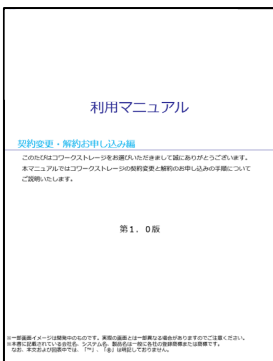 利用マニュアル
契約変更・解約お申し込み編
このたびはコワークストレージをお選びいただきまして誠にありがとうございます。
本マニュアルではコワークストレージの契約変更と解約のお申し込みの手順について
ご説明いたします。
第1．0版
※一部画面イメージは開発中のものです。実際の画面とは一部異なる場合がありますのでご注意ください。
※本書に記載されている会社名、システム名、製品名は一般に各社の登録商標または商標です。
なお、本文および図表中では、「™」、「®」は明記しておりません。